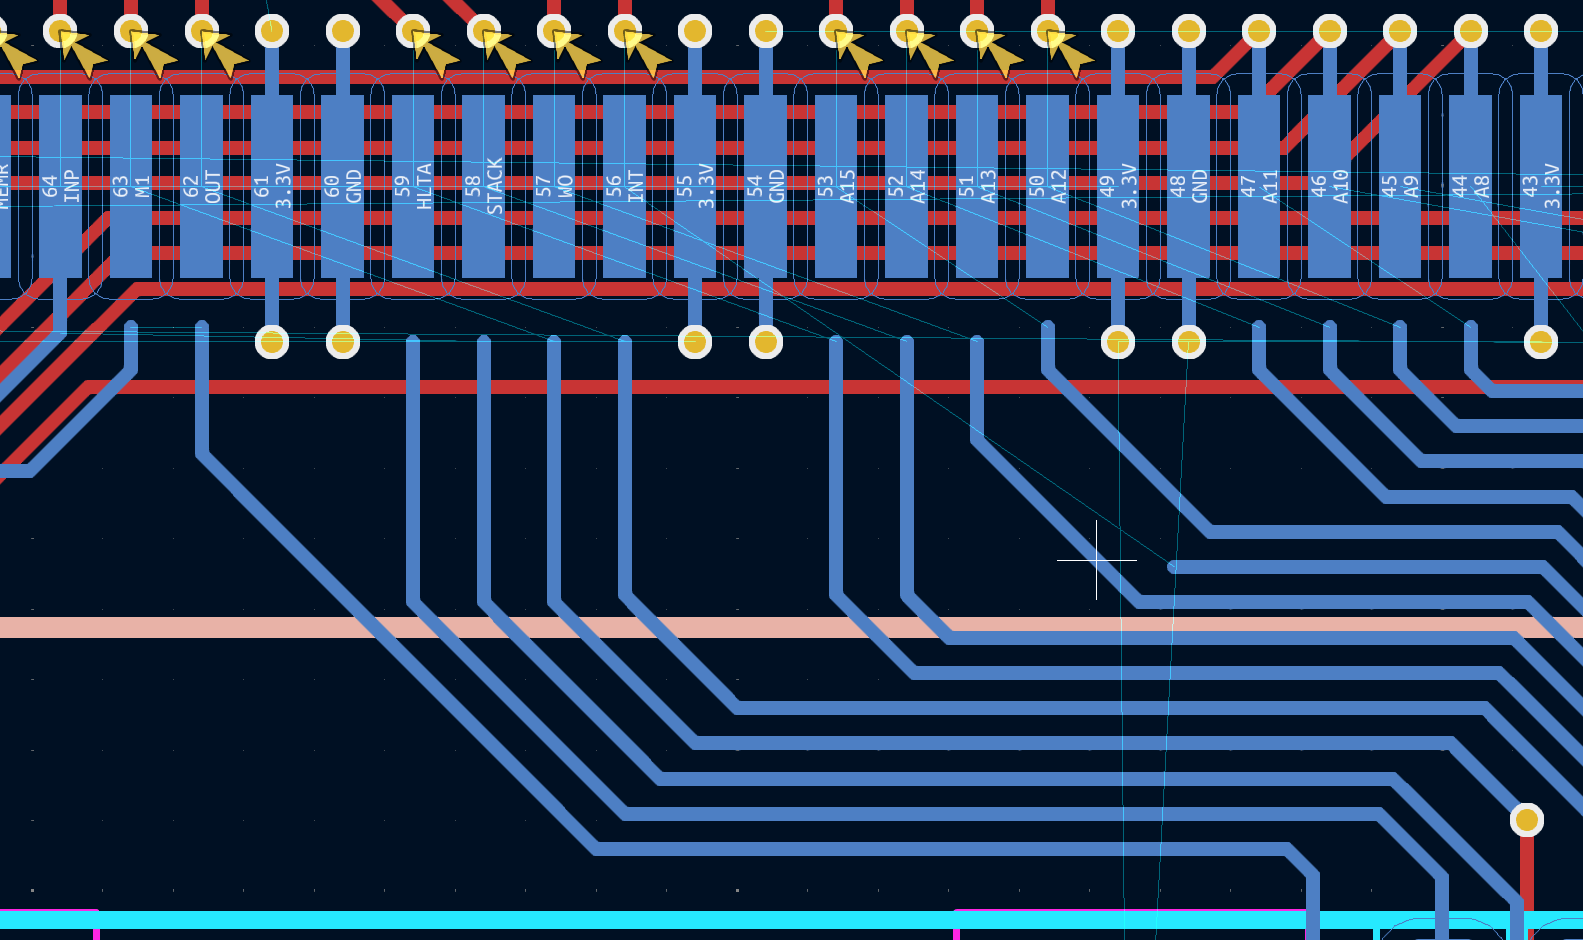 MEMR
64
INP
63
M1
62
OUT
61
3.3V
60
GND
59
HLTA
58
STACK
57
WO
56
INT
55
3.3V
54
GND
53
A15
52
A14
51
A13
50
A12
49
3.3V
48
GND
47
A11
46
A10
45
A9
44
A8
43
3.3V